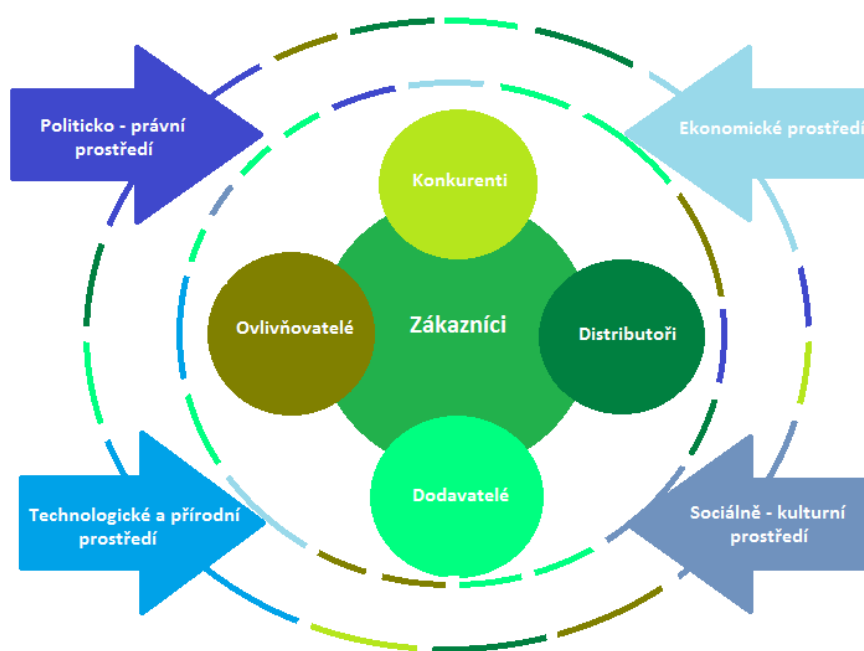 Politicko - právní
prostředí
Ekonomické prostředí
Konkurenti
Ovlivňovatelé
Zákazníci
Distributoři
Dodavatelé
Technologické a přírodní
prostředí
Sociálně - kulturní
prostředí